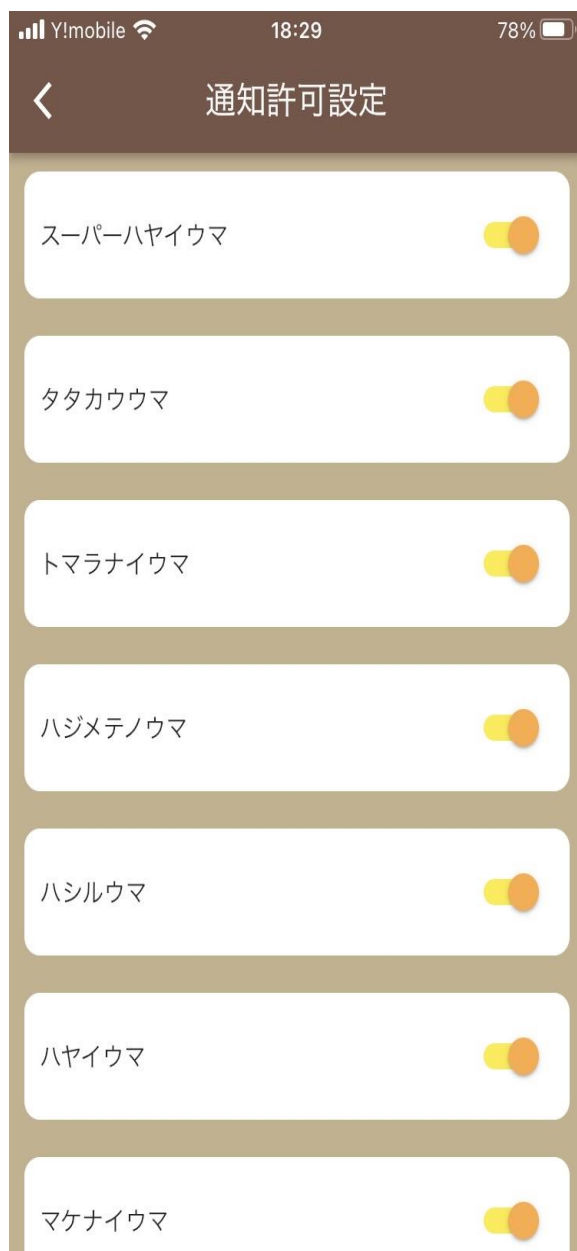 Y!mobile 18:29 78%
通知許可設定
スーパーハヤイウマ
タタカウウマ
トマラナイウマ
ハジメテノウマ
ハシルウマ
ハヤイウマ
マケナイウマ